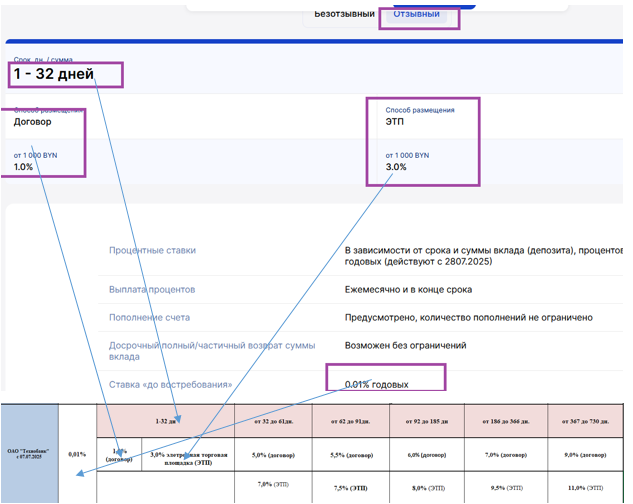 Безотзывный Отзывный
Срок, дн. / сумма
1 - 32 дней
Способ размещения Способ размещения
Договор ЭТП
от 1 000 BYN от 1 000 BYN
1.0% 3.0%
Процентные ставки В зависимости от срока и суммы вклада (депозита), процентов
годовых (действуют с 2807.2025)
Выплата процентов Ежемесячно и в конце срока
Пополнение счета Предусмотрено, количество пополнений не ограничено
Досрочный полный/частичный возврат суммы
вклада Возможен без ограничений
Ставка «до востребования» 0.01% годовых
1-32 дн от 32 до 61дн. от 62 до 91дн. от 92 до 185 дн от 186 до 366 дн. от 367 до 730 дн.
ОАО "Технобанк"
с 07.07.2025 0,01%
(договор) 3,0% электронная торговая
площадка (ЭТП) 5,0% (договор) 5,5% (договор) 6,0% (договор) 7,0% (договор) 9,0% (договор)
7,0% (ЭТП) 7,5% (ЭТП) 8,0% (ЭТП) 9,5% (ЭТП) 11,0% (ЭТП)